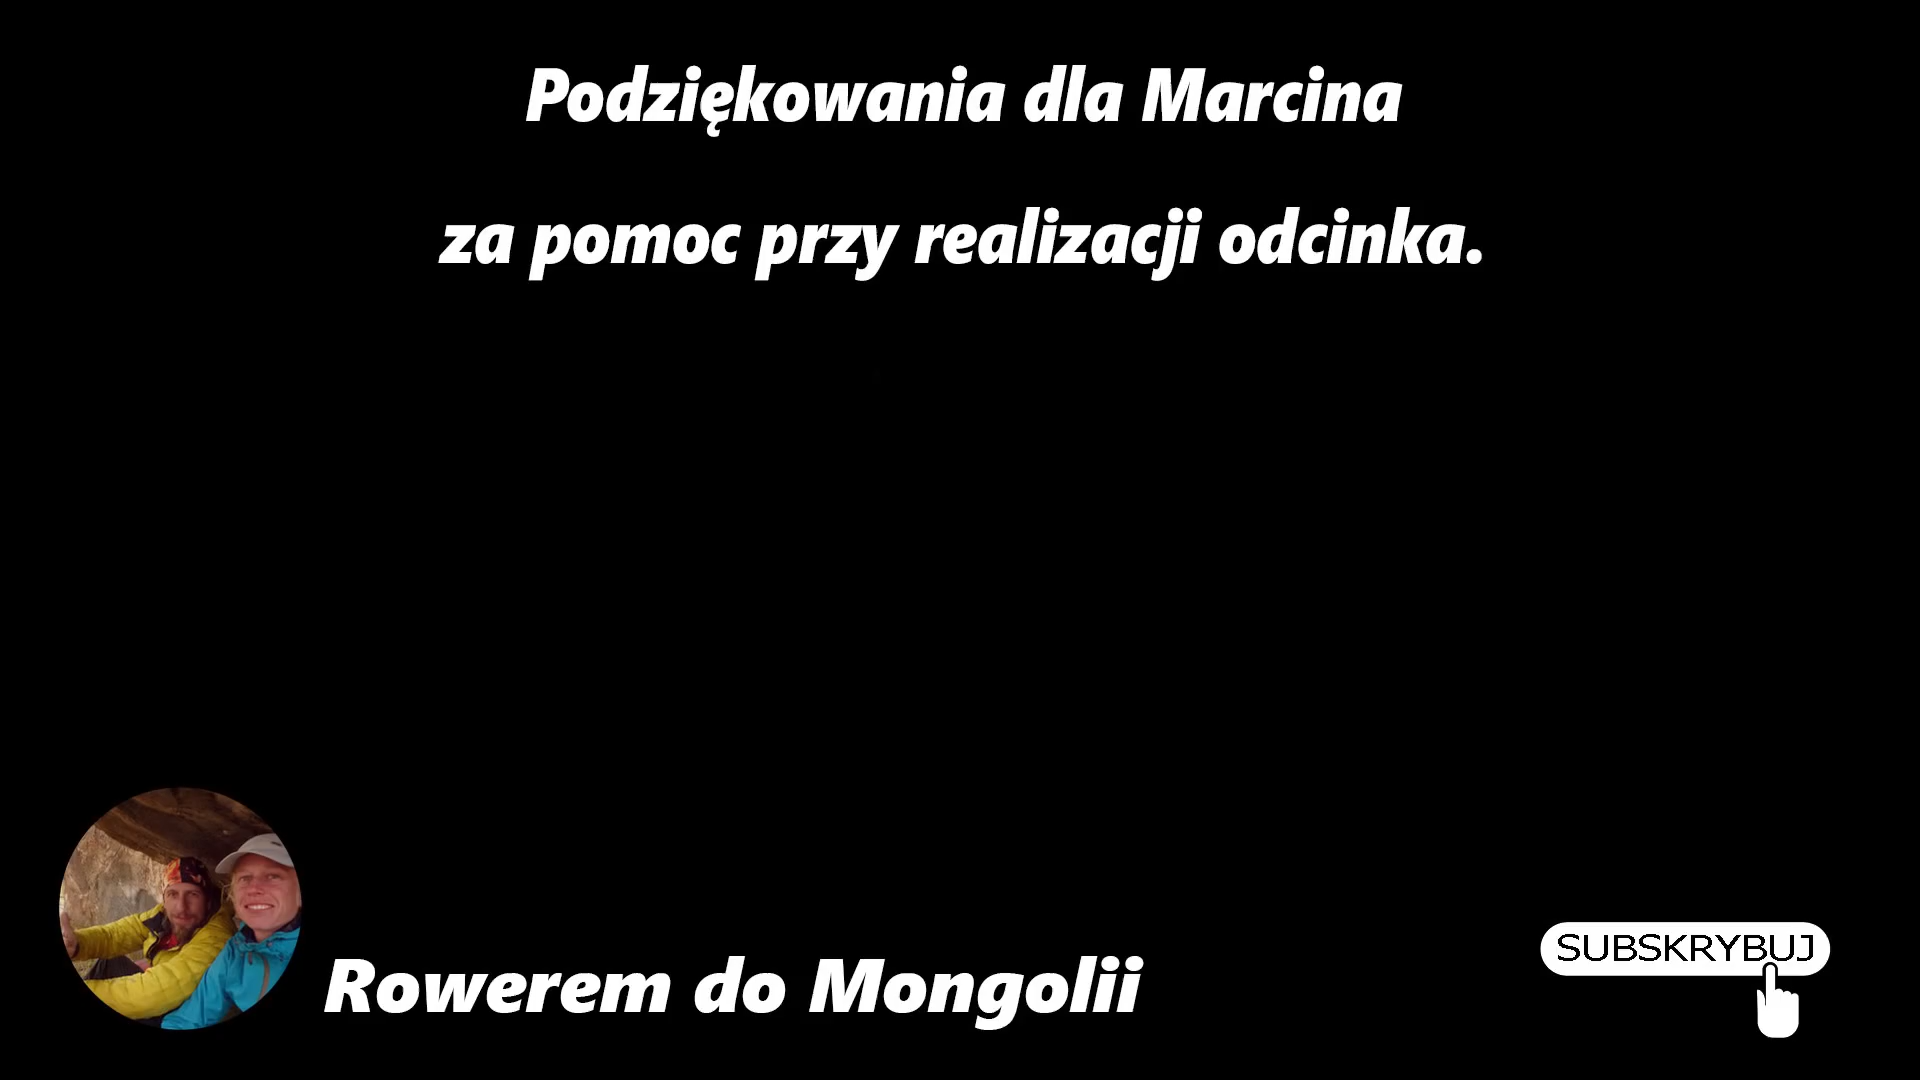 Podziękowania dla Marcina
za pomoc przy realizacji odcinka.
Rowerem do Mongolii
SUBSKRYBUJ